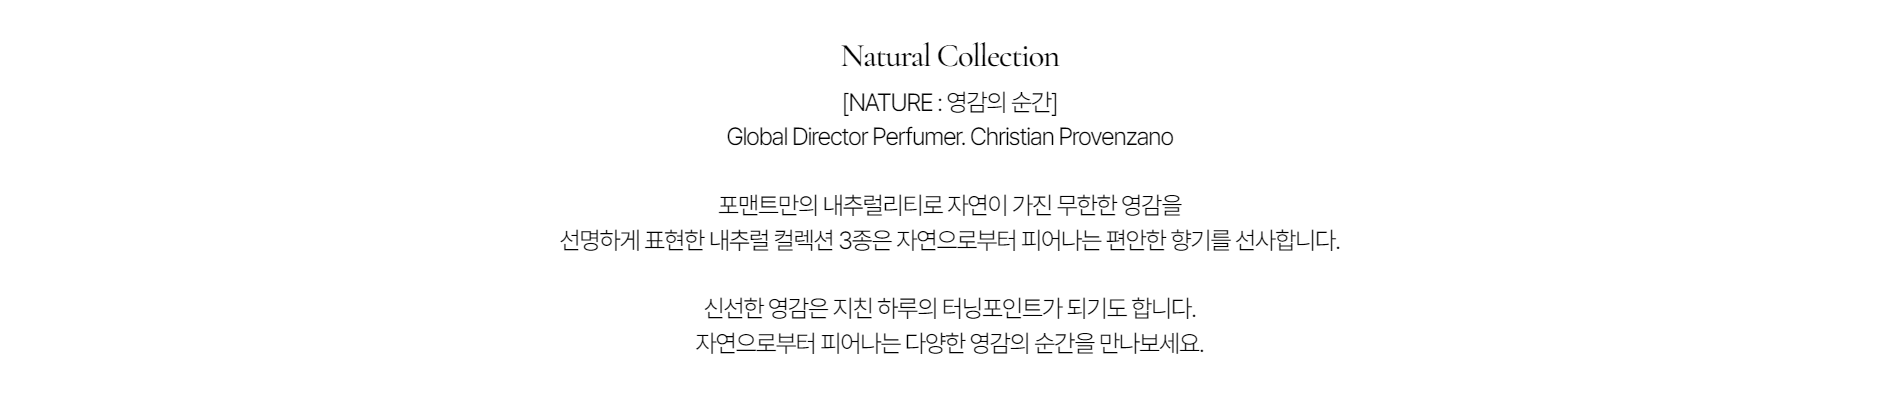 Natural Collection
[NATURE : 영감의 순간]
Global Director Perfumer. Christian Provenzano
포맨트만의 내추럴리티로 자연이 가진 무한한 영감을
선명하게 표현한 내추럴 컬렉션 3종은 자연으로부터 피어나는 편안한 향기를 선사합니다.
신선한 영감은 지친 하루의 터닝포인트가 되기도 합니다.
자연으로부터 피어나는 다양한 영감의 순간을 만나보세요.